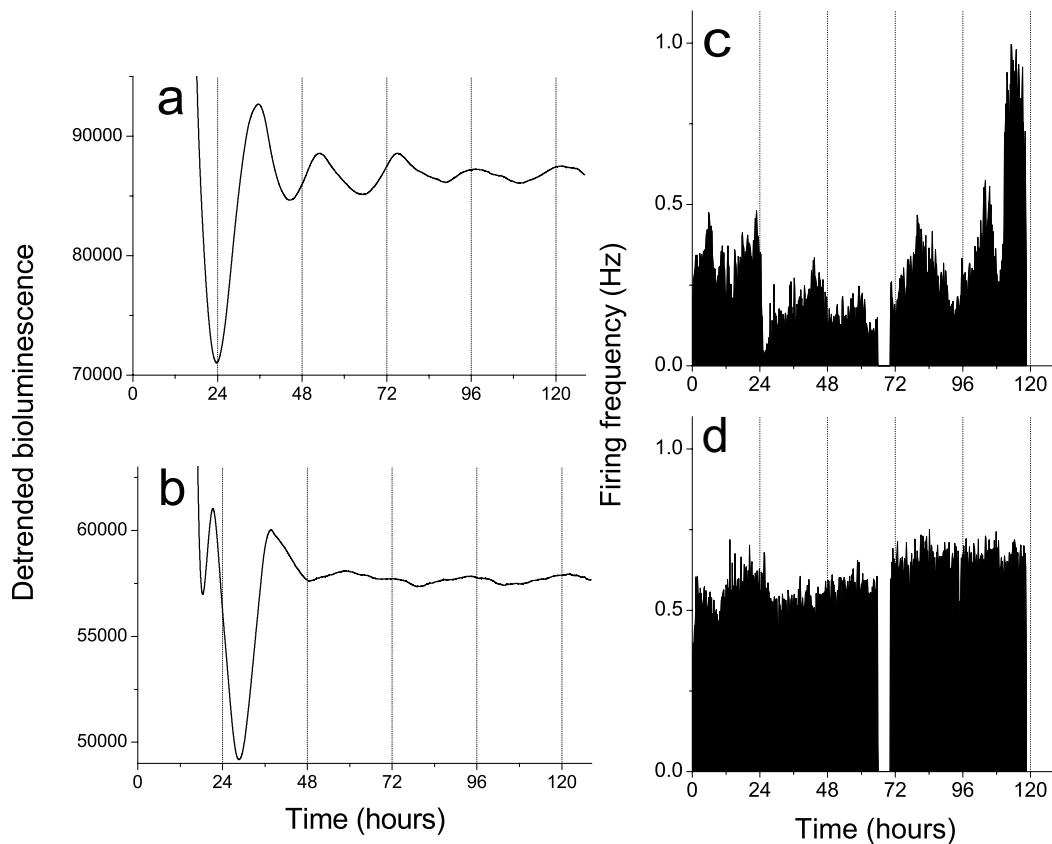 a
90000
80000
70000
0 24 48 72 96 120
b
60000
55000
50000
0 24 48 72 96 120
Time (hours)
Detrended bioluminescence
c
1.0
0.5
0.0
0 24 48 72 96 120
d
1.0
0.5
0.0
0 24 48 72 96 120
Time (hours)
Firing frequency (Hz)